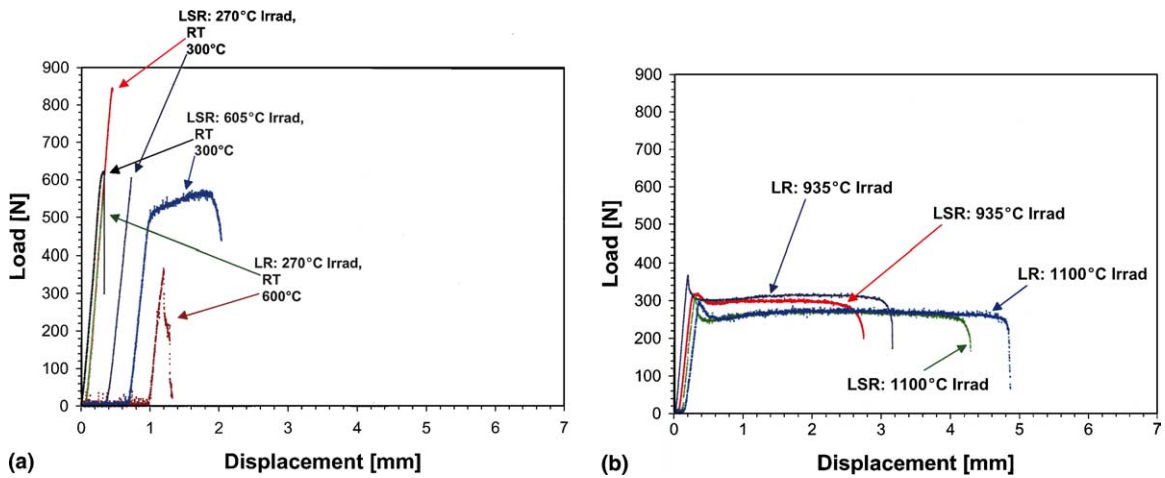 LSR: 270°C Irrad,
RT
300°C
900
800
700
600
500
400
300
200
100
0
Load [N]
LSR: 605°C Irrad,
RT
300°C
LR: 270°C Irrad,
RT
600°C
0 1 2 3 4 5 6 7
(a) Displacement [mm]
900
800
700
600
500
400
300
200
100
0
Load [N]
LR: 935°C Irrad
LSR: 935°C Irrad
LR: 1100°C Irrad
LSR: 1100°C Irrad
0 1 2 3 4 5 6 7
(b) Displacement [mm]